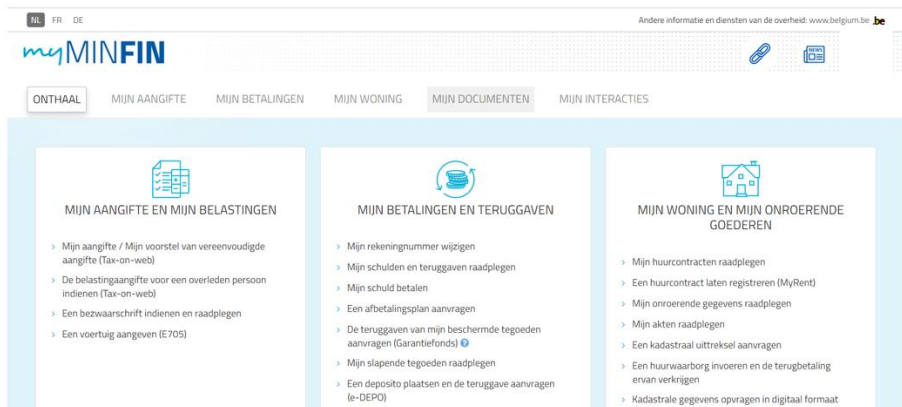 NL FR DE
Andere informatie en diensten van de overheid: www.belgium.be .be
myMINFIN
NEWS
ONTHAAL MIJN AANGIFTE MIJN BETALINGEN MIJN WONING MIJN DOCUMENTEN MIJN INTERACTIES
MIJN AANGIFTE EN MIJN BELASTINGEN
> Mijn aangifte / Mijn voorstel van vereenvoudigde
aangifte (Tax-on-web)
> De belastingaangifte voor een overleden persoon
indienen (Tax-on-web)
> Een bezwaarschrift indienen en raadplegen
> Een voertuig aangeven (E705)
MIJN BETALINGEN EN TERUGGAVEN
> Mijn rekeningnummer wijzigen
> Mijn schulden en teruggaven raadplegen
> Mijn schuld betalen
> Een afbetalingsplan aanvragen
> De teruggaven van mijn beschermde tegoeden
aanvragen (Garantiefonds) ?
> Mijn slapende tegoeden raadplegen
> Een deposito plaatsen en de teruggave aanvragen
(e-DEPO)
MIJN WONING EN MIJN ONROERENDE
GOEDEREN
> Mijn huurcontracten raadplegen
> Een huurcontract laten registreren (MyRent)
> Mijn onroerende gegevens raadplegen
> Mijn akten raadplegen
> Een kadastraal uittreksel aanvragen
> Een huurwaarborg invoeren en de terugbetaling
ervan verkrijgen
> Kadastrale gegevens opvragen in digitaal formaat